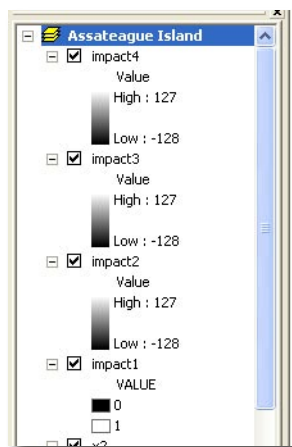 Assateague Island
impact4
Value
High : 127
Low : -128
impact3
Value
High : 127
Low : -128
impact2
Value
High : 127
Low : -128
impact1
VALUE
0
1